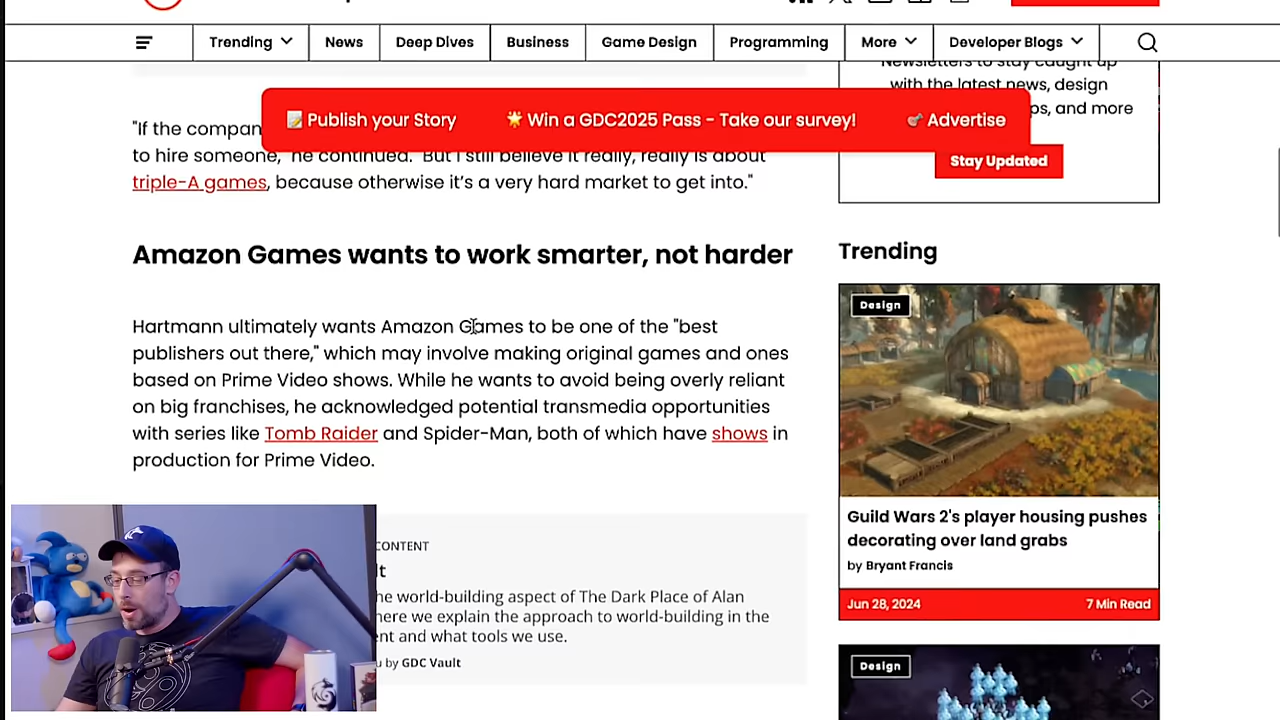 Trending
News
Deep Dives
Business
Game Design
Programming
More
Developer Blogs
Newsletters to stay caught up
with the latest news, design
ps, and more
Stay Updated
📝 Publish your Story
🌟 Win a GDC2025 Pass - Take our survey!
Advertise
"If the compan
to hire someone," he continued. "But I still believe it really, really is about
triple-A games, because otherwise it's a very hard market to get into."
Amazon Games wants to work smarter, not harder
Hartmann ultimately wants Amazon Games to be one of the "best
publishers out there," which may involve making original games and ones
based on Prime Video shows. While he wants to avoid being overly reliant
on big franchises, he acknowledged potential transmedia opportunities
with series like Tomb Raider and Spider-Man, both of which have shows in
production for Prime Video.
CONTENT
lt
he world-building aspect of The Dark Place of Alan
here we explain the approach to world-building in the
ent and what tools we use.
u by GDC Vault
Trending
Design
Guild Wars 2's player housing pushes
decorating over land grabs
by Bryant Francis
Jun 28, 2024
7 Min Read
Design